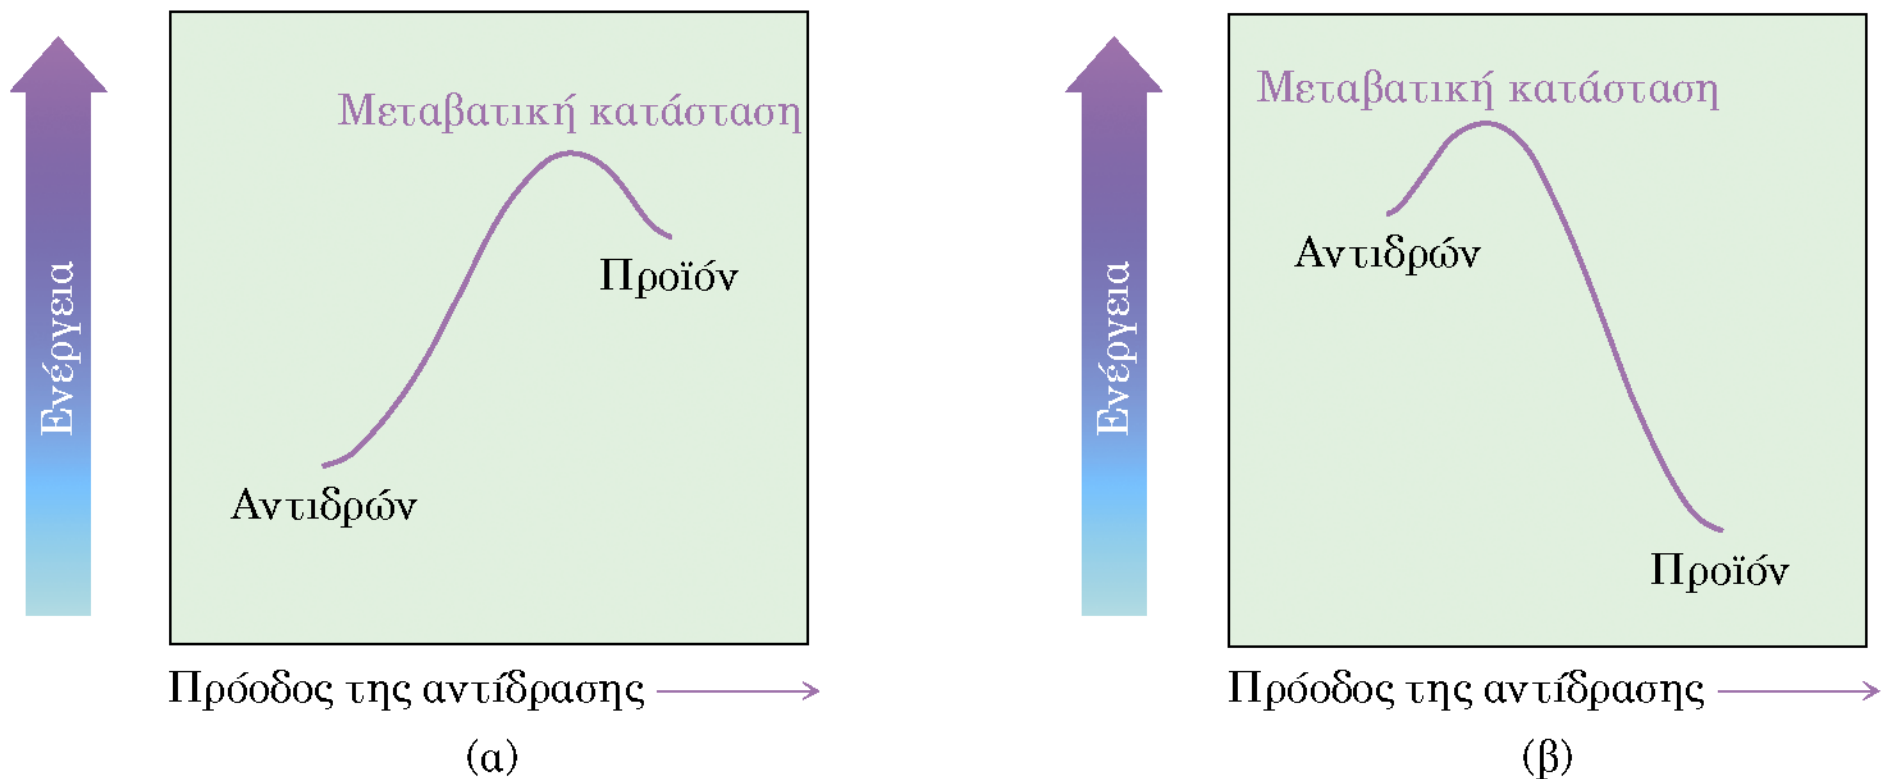 Ενέργεια
Μεταβατική κατάσταση
Προϊόν
Αντιδρών
Πρόοδος της αντίδρασης
(α)
Ενέργεια
Μεταβατική κατάσταση
Αντιδρών
Προϊόν
Πρόοδος της αντίδρασης
(β)